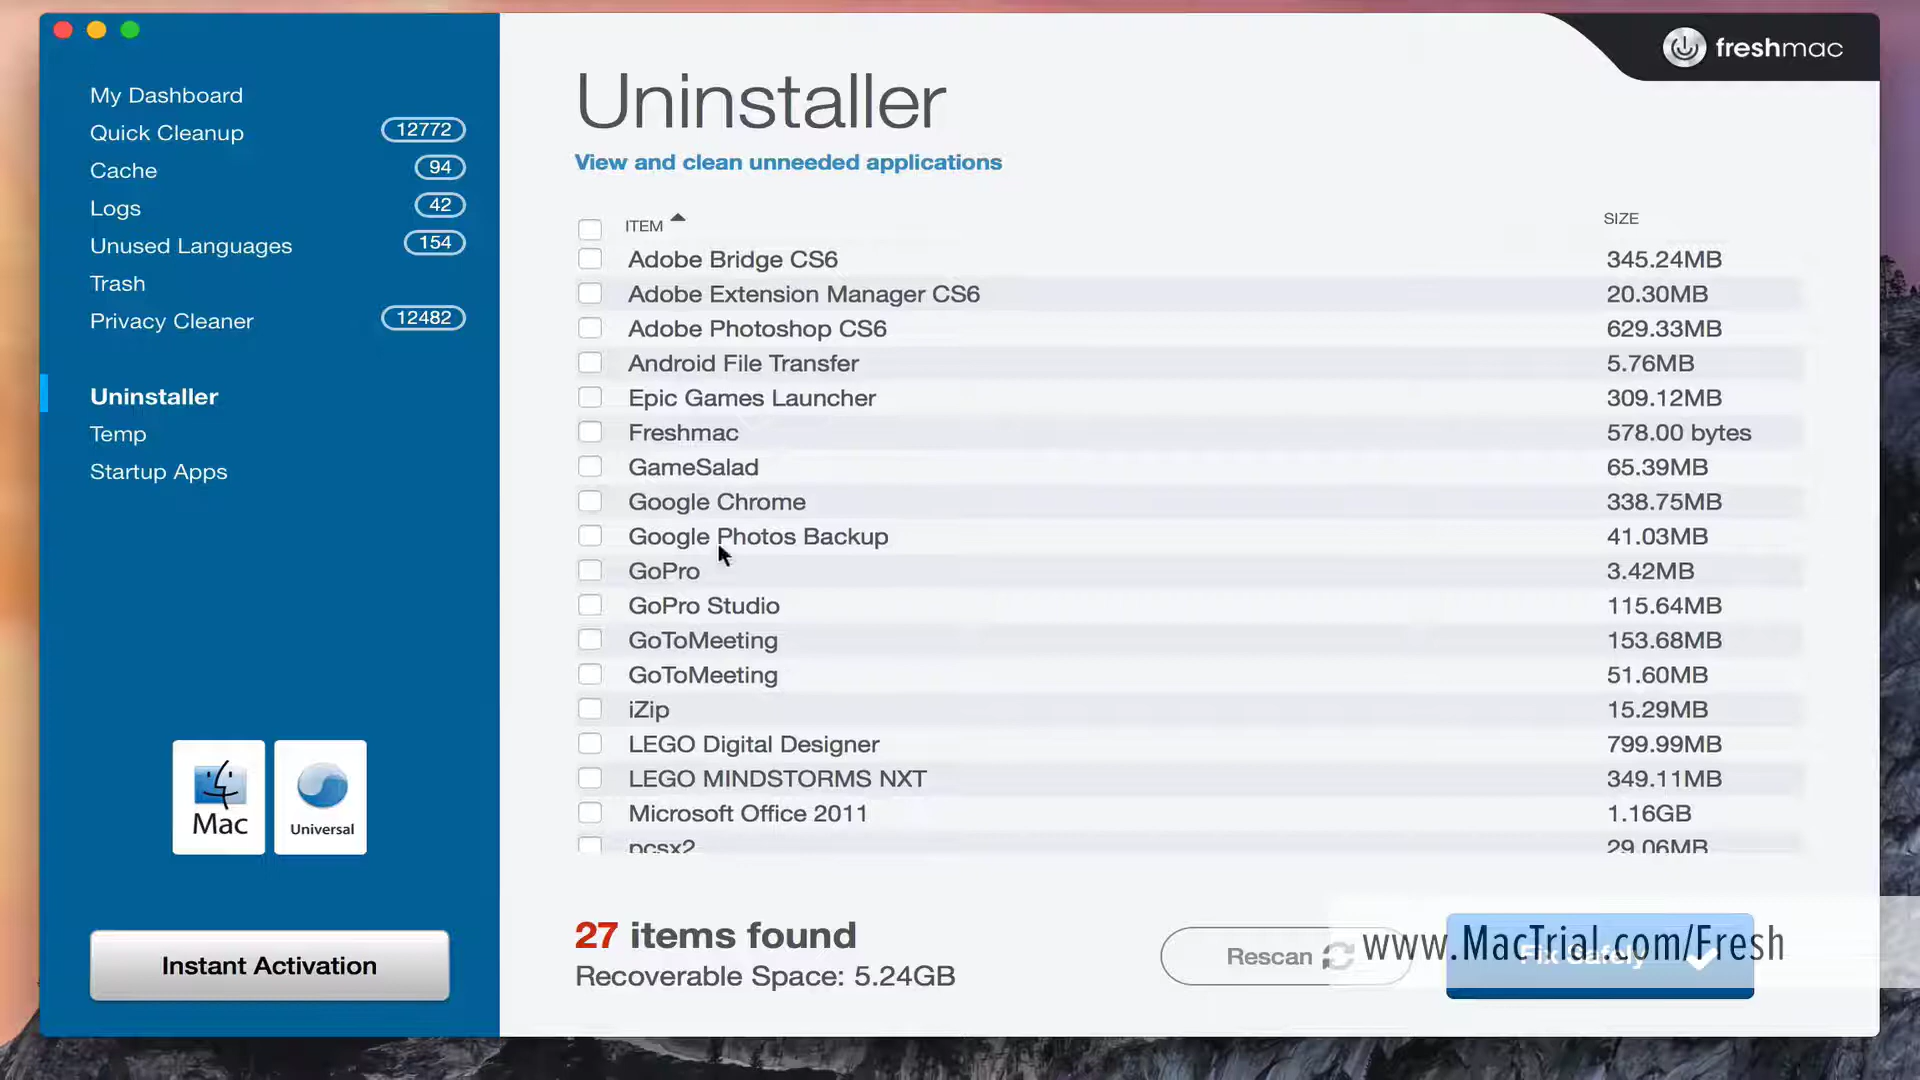 freshmac
My Dashboard
Quick Cleanup 12772
Cache 94
Logs 42
Unused Languages 154
Trash
Privacy Cleaner 12482
Uninstaller
Temp
Startup Apps
Mac
Universal
Instant Activation
Uninstaller
View and clean unneeded applications
ITEM SIZE
Adobe Bridge CS6 345.24MB
Adobe Extension Manager CS6 20.30MB
Adobe Photoshop CS6 629.33MB
Android File Transfer 5.76MB
Epic Games Launcher 309.12MB
Freshmac 578.00 bytes
GameSalad 65.39MB
Google Chrome 338.75MB
Google Photos Backup 41.03MB
GoPro 3.42MB
GoPro Studio 115.64MB
GoToMeeting 153.68MB
GoToMeeting 51.60MB
iZip 15.29MB
LEGO Digital Designer 799.99MB
LEGO MINDSTORMS NXT 349.11MB
Microsoft Office 2011 1.16GB
pcsx2 29.06MB
27 items found
Recoverable Space: 5.24GB
Rescan
Fix Safely
www.MacTrial.com/Fresh